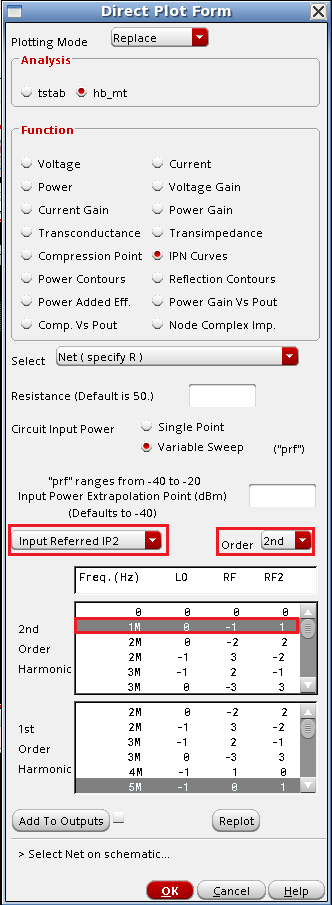 Direct Plot Form
Plotting Mode Replace
Analysis
tstab hb_mt
Function
Voltage Current
Power Voltage Gain
Current Gain Power Gain
Transconductance Transimpedance
Compression Point IPN Curves
Power Contours Reflection Contours
Power Added Eff. Power Gain Vs Pout
Comp. Vs Pout Node Complex Imp.
Select Net ( specify R )
Resistance (Default is 50.)
Circuit Input Power Single Point
Variable Sweep ("prf")
"prf" ranges from -40 to -20
Input Power Extrapolation Point (dBm)
(Defaults to -40)
Input Referred IP2 Order 2nd
Freq.(Hz) LO RF RF2
2nd
Order
Harmonic
0 0 0 0
1M 0 -1 1
2M 0 -2 2
2M -1 3 -2
3M -1 2 -1
3M 0 -3 3
1st
Order
Harmonic
2M 0 -2 2
2M -1 3 -2
3M -1 2 -1
3M 0 -3 3
4M -1 1 0
5M -1 0 1
Add To Outputs Replot
> Select Net on schematic...
OK Cancel Help